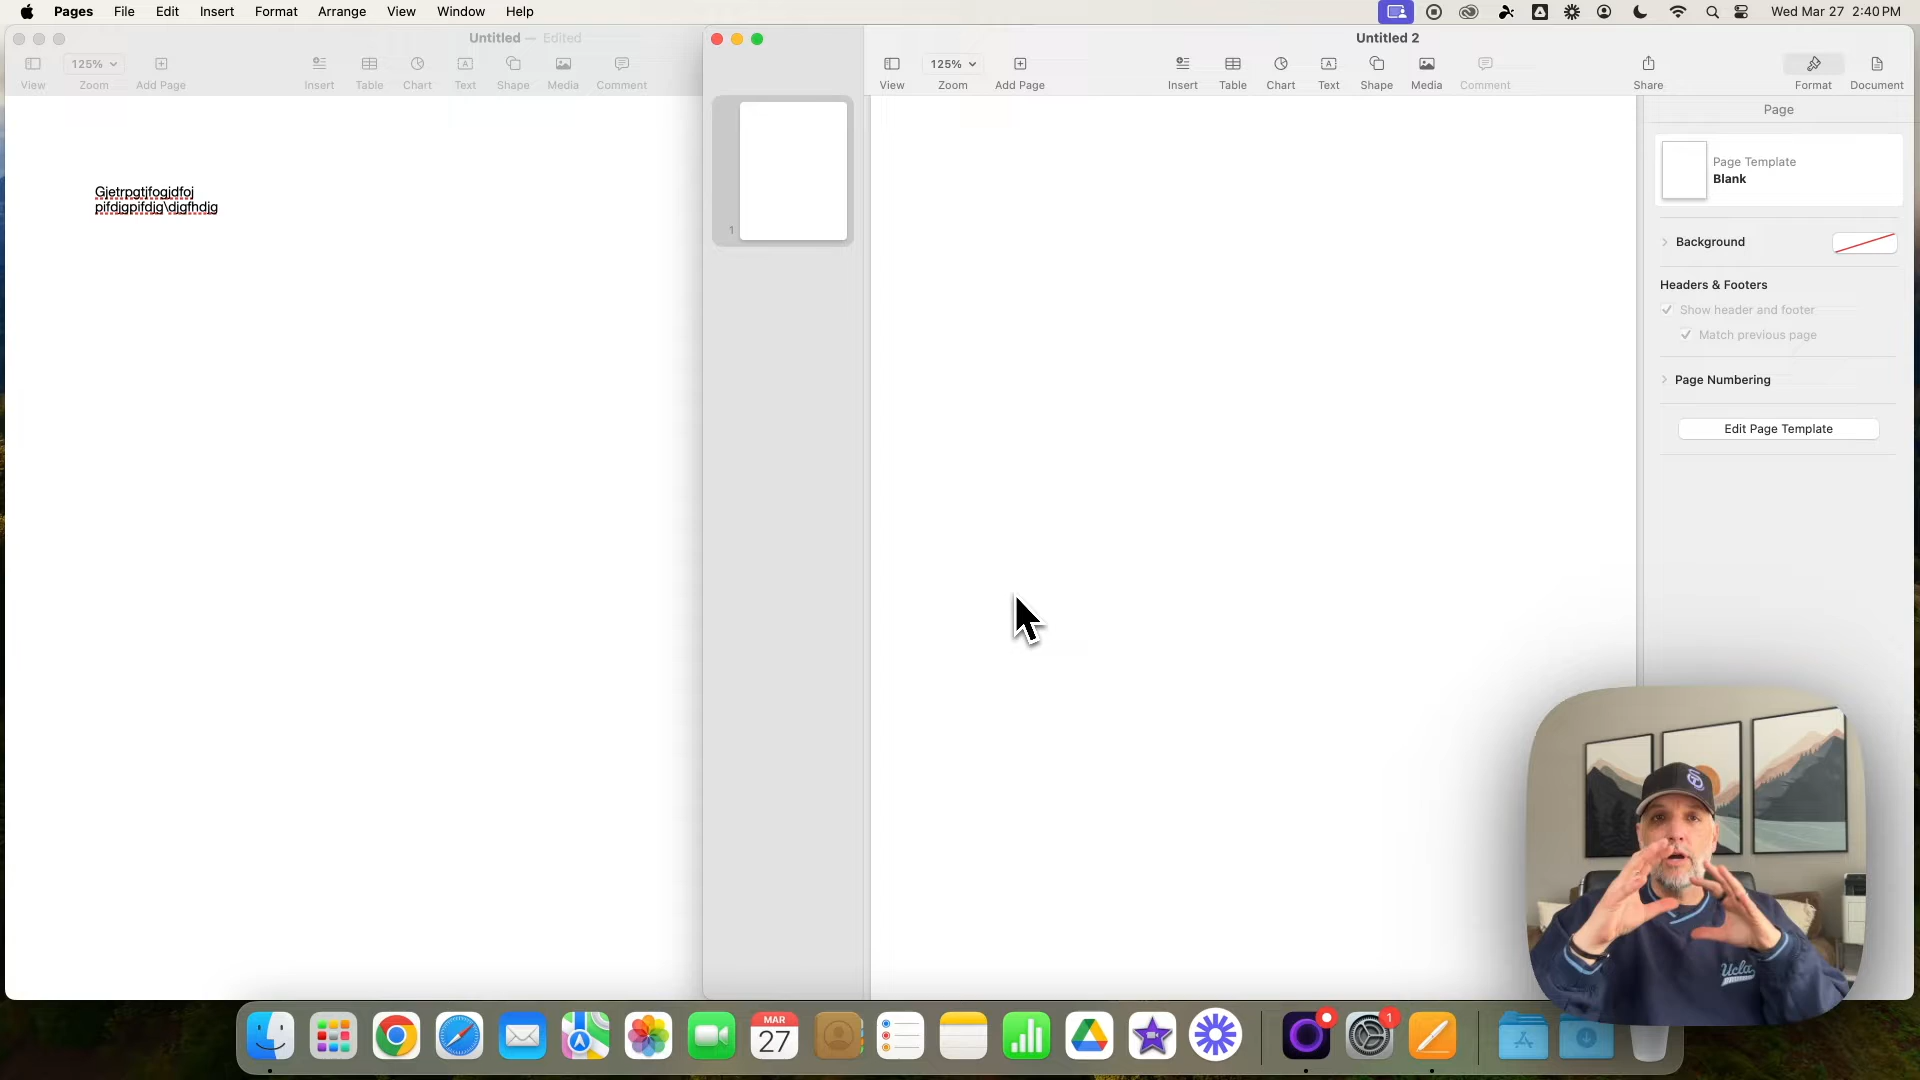 Pages File Edit Insert Format Arrange View Window Help
Wed Mar 27 2:40 PM
Untitled — Edited
125%
View Zoom Add Page Insert Table Chart Text Shape Media Comment
Gjetrpgtjfogjdfoj
pifdjgpifdjg\djgfhdjg
Untitled 2
125%
View Zoom Add Page Insert Table Chart Text Shape Media Comment Share Format Document
1
Page
Page Template
Blank
Background
Headers & Footers
Show header and footer
Match previous page
Page Numbering
Edit Page Template
Ucla
MAR
27
1